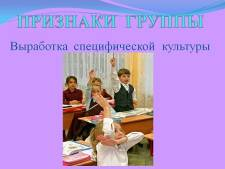 ПРИЗНАКИ ГРУППЫ
Выработка специфической культуры